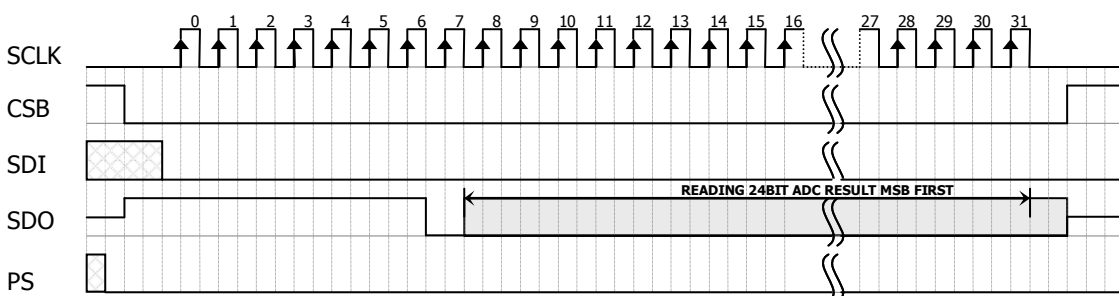 0 1 2 3 4 5 6 7 8 9 10 11 12 13 14 15 16 27 28 29 30 31
SCLK
CSB
SDI
READING 24BIT ADC RESULT MSB FIRST
SDO
PS